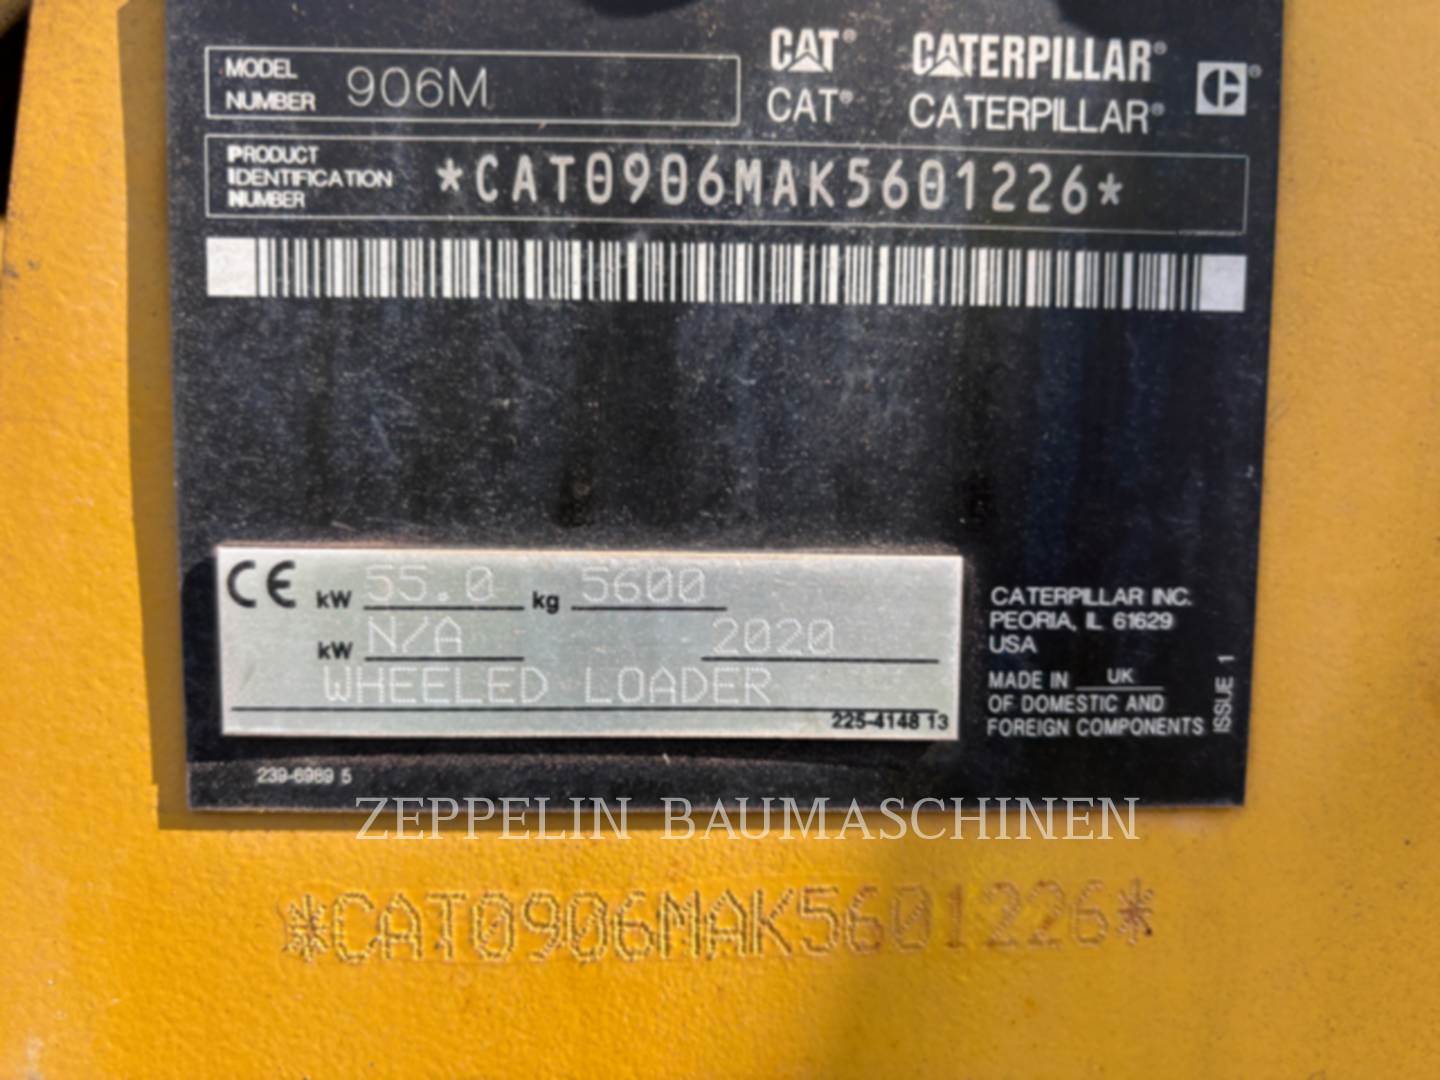 MODEL NUMBER 906M
CAT® CATERPILLAR®
CAT® CATERPILLAR®
PRODUCT
IDENTIFICATION
NUMBER
*CAT0906MAK5601226*
CE kW 55.0 kg 5600
kW N/A 2020
WHEELED LOADER
225-4148 13
CATERPILLAR INC.
PEORIA, IL 61629
USA
MADE IN UK
OF DOMESTIC AND
FOREIGN COMPONENTS
ISSUE 1
239-6989 5
ZEPPELIN BAUMASCHINEN
*CAT0906MAK5601226*